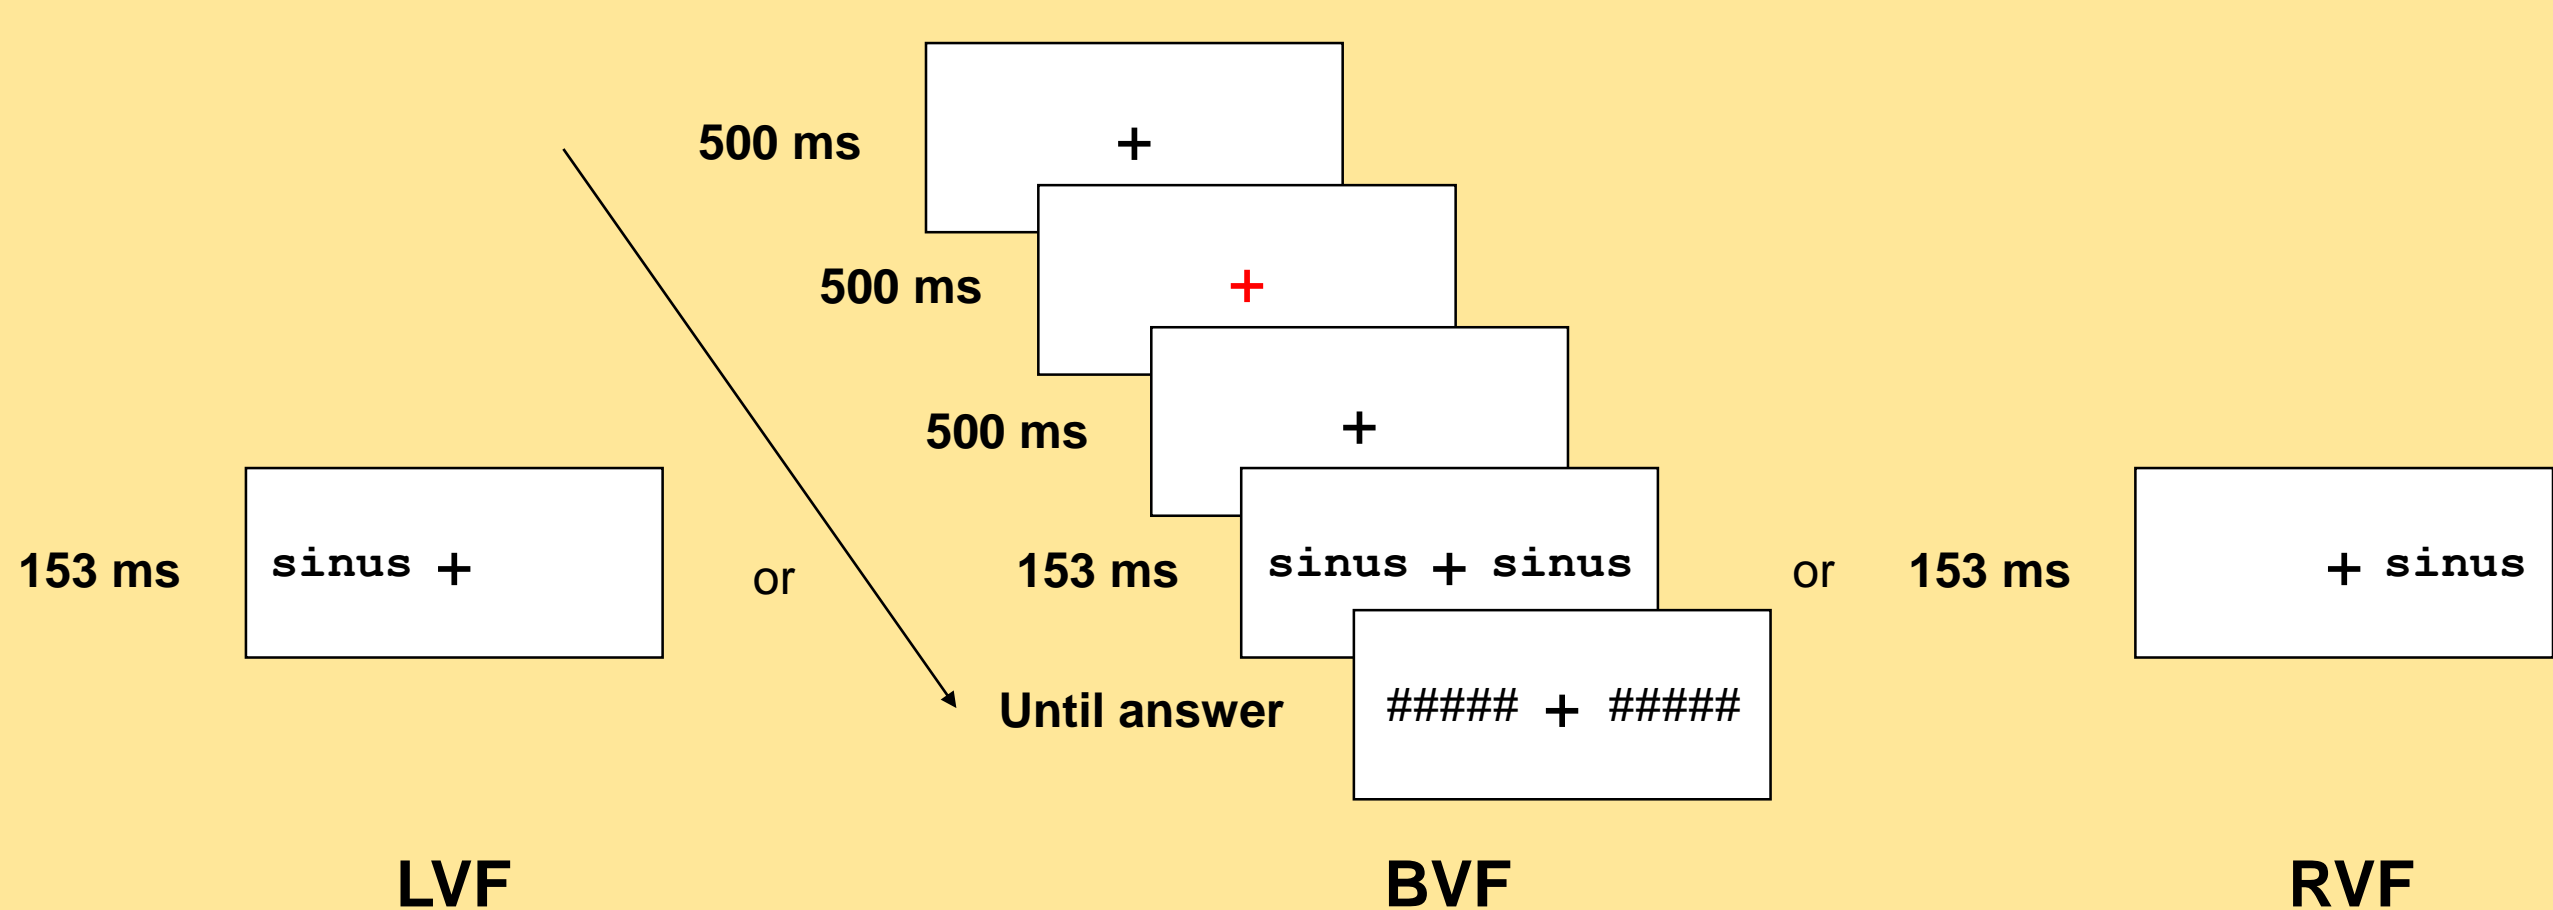 500 ms
+
500 ms
+
500 ms
+
153 ms
sinus +
or
153 ms
sinus + sinus
or
153 ms
+ sinus
Until answer
##### + #####
LVF
BVF
RVF